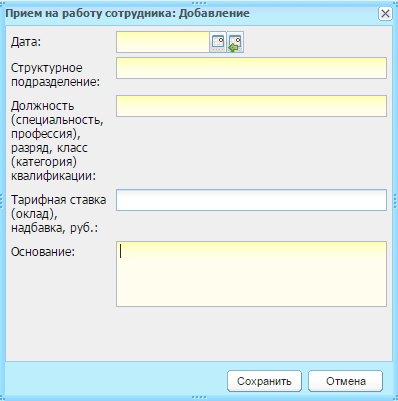 Прием на работу сотрудника: Добавление
Дата:
Структурное
подразделение:
Должность
(специальность,
профессия),
разряд, класс
(категория)
квалификации:
Тарифная ставка
(оклад),
надбавка, руб.:
Основание:
Сохранить
Отмена